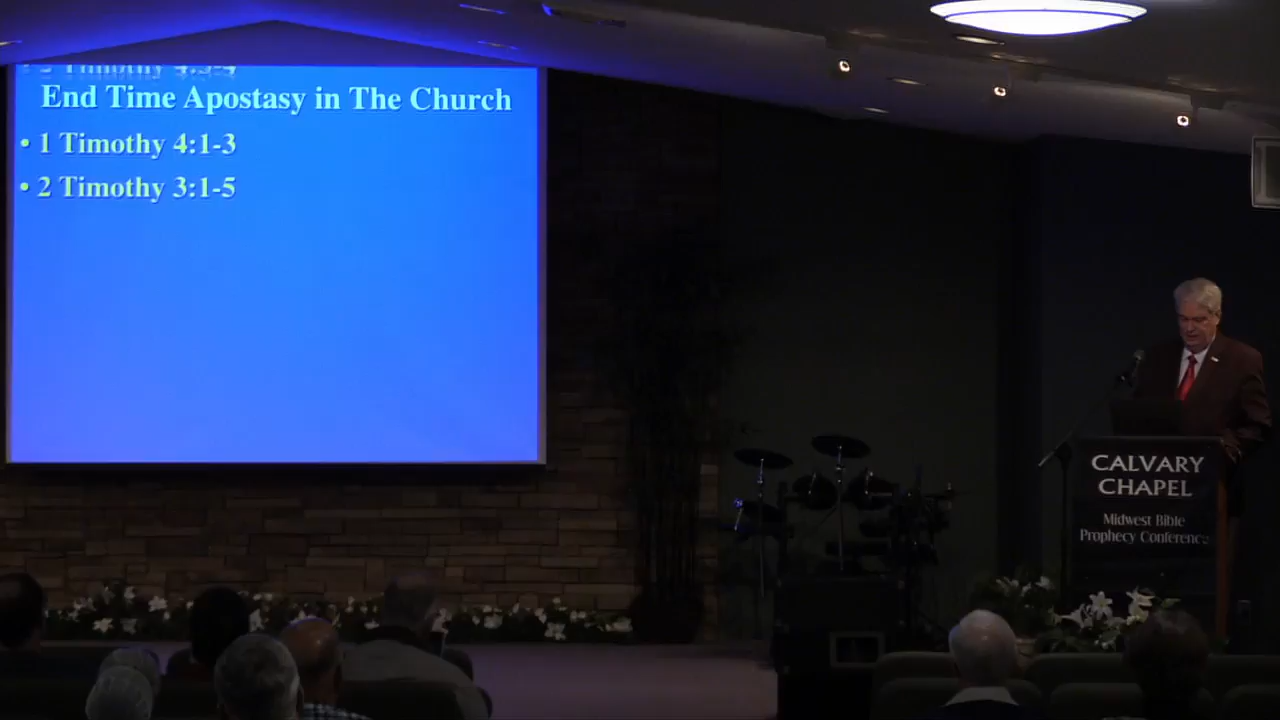 End Time Apostasy in The Church
• 1 Timothy 4:1-3
• 2 Timothy 3:1-5
CALVARY
CHAPEL
Midwest Bible
Prophecy Conference